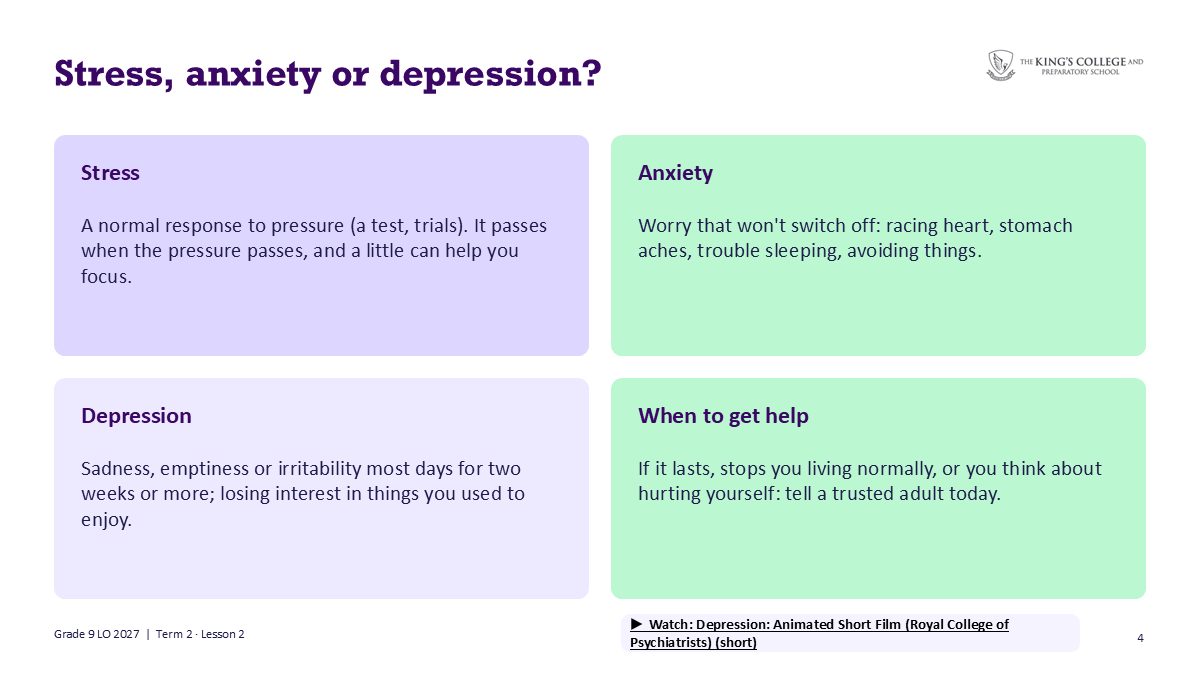 Stress, anxiety or depression?
THE KING'S COLLEGE AND
PREPARATORY SCHOOL
Stress
A normal response to pressure (a test, trials). It passes
when the pressure passes, and a little can help you
focus.
Anxiety
Worry that won't switch off: racing heart, stomach
aches, trouble sleeping, avoiding things.
Depression
Sadness, emptiness or irritability most days for two
weeks or more; losing interest in things you used to
enjoy.
When to get help
If it lasts, stops you living normally, or you think about
hurting yourself: tell a trusted adult today.
Grade 9 LO 2027 | Term 2 · Lesson 2
▶ Watch: Depression: Animated Short Film (Royal College of
Psychiatrists) (short)
4